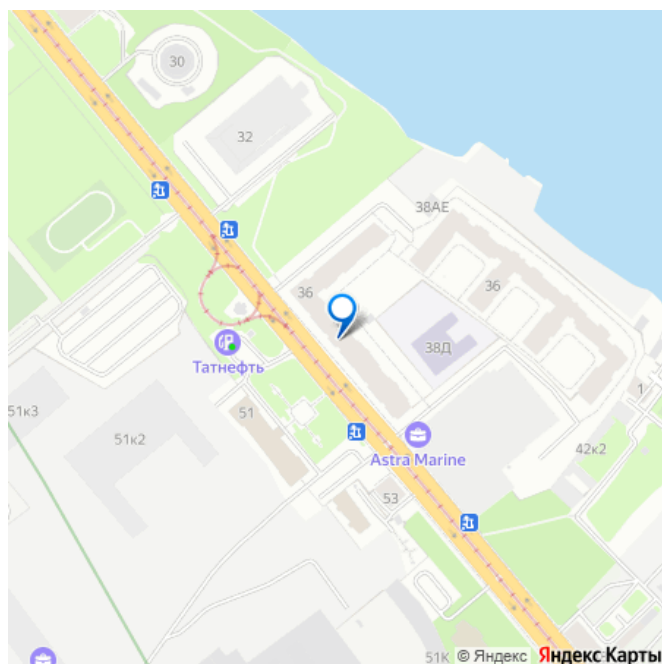 30
32
38АЕ
36
36
38Д
Татнефть
51к3
51
51к2
1
Astra Marine
42к2
53
51К
© Яндекс Яндекс Карты